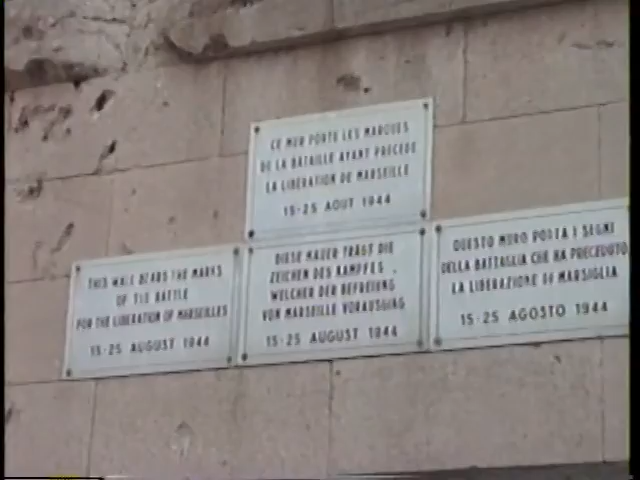 CE MUR PORTE LES MARQUES
DE LA BATAILLE AYANT PRÉCÉDÉ
LA LIBÉRATION DE MARSEILLE
15-25 AOUT 1944
THIS WALL BEARS THE MARKS
OF THE BATTLE
FOR THE LIBERATION OF MARSEILLES
15-25 AUGUST 1944
DIESE MAUER TRÄGT DIE
ZEICHEN DES KAMPFES
WELCHER DER BEFREIUNG
VON MARSEILLE VORAUSGING
15-25 AUGUST 1944
QUESTO MURO PORTA I SEGNI
DELLA BATTAGLIA CHE HA PRECEDUTO
LA LIBERAZIONE DI MARSIGLIA
15-25 AGOSTO 1944